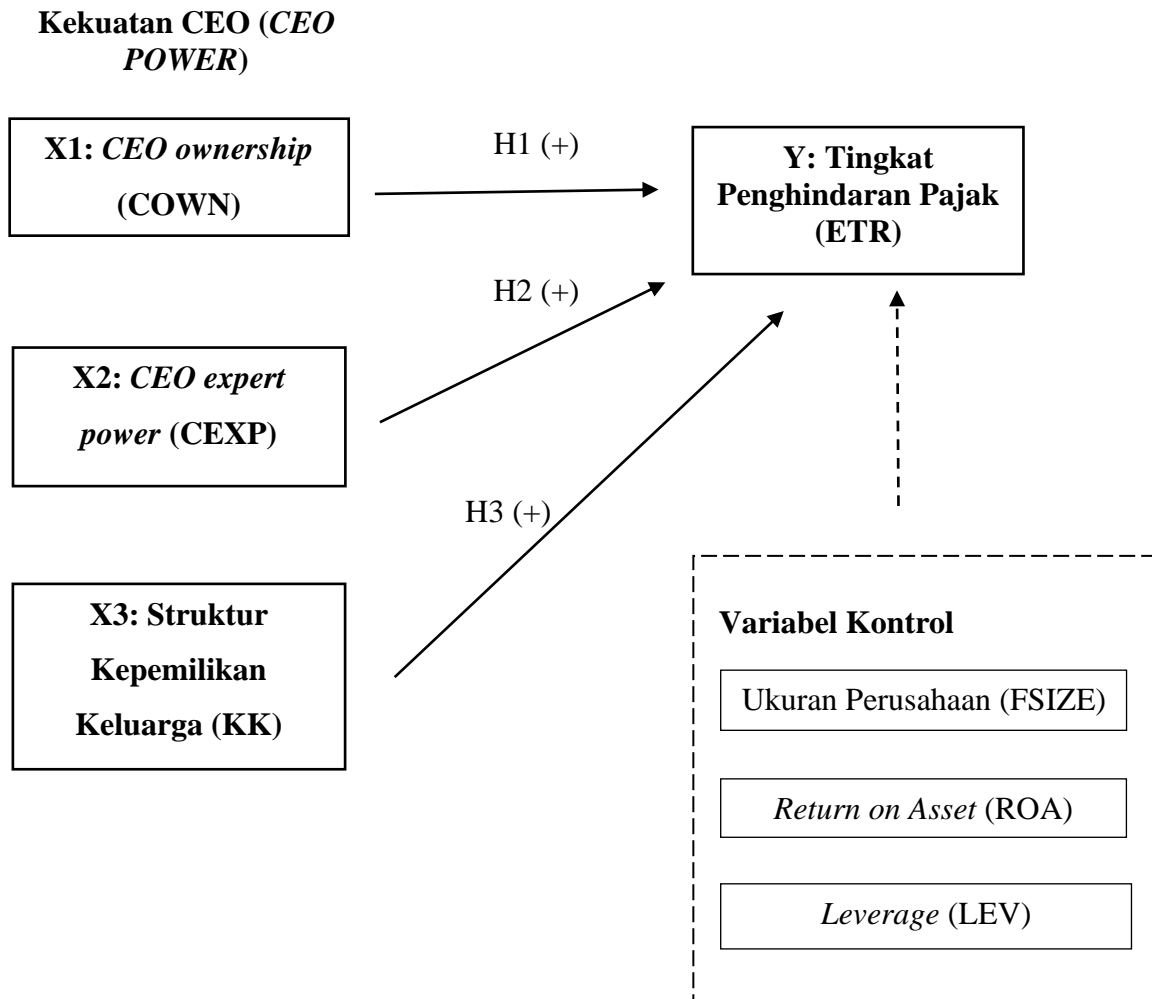 Kekuatan CEO (CEO
POWER)
X1: CEO ownership
(COWN)
H1 (+)
Y: Tingkat
Penghindaran Pajak
(ETR)
H2 (+)
X2: CEO expert
power (CEXP)
H3 (+)
X3: Struktur
Kepemilikan
Keluarga (KK)
Variabel Kontrol
Ukuran Perusahaan (FSIZE)
Return on Asset (ROA)
Leverage (LEV)